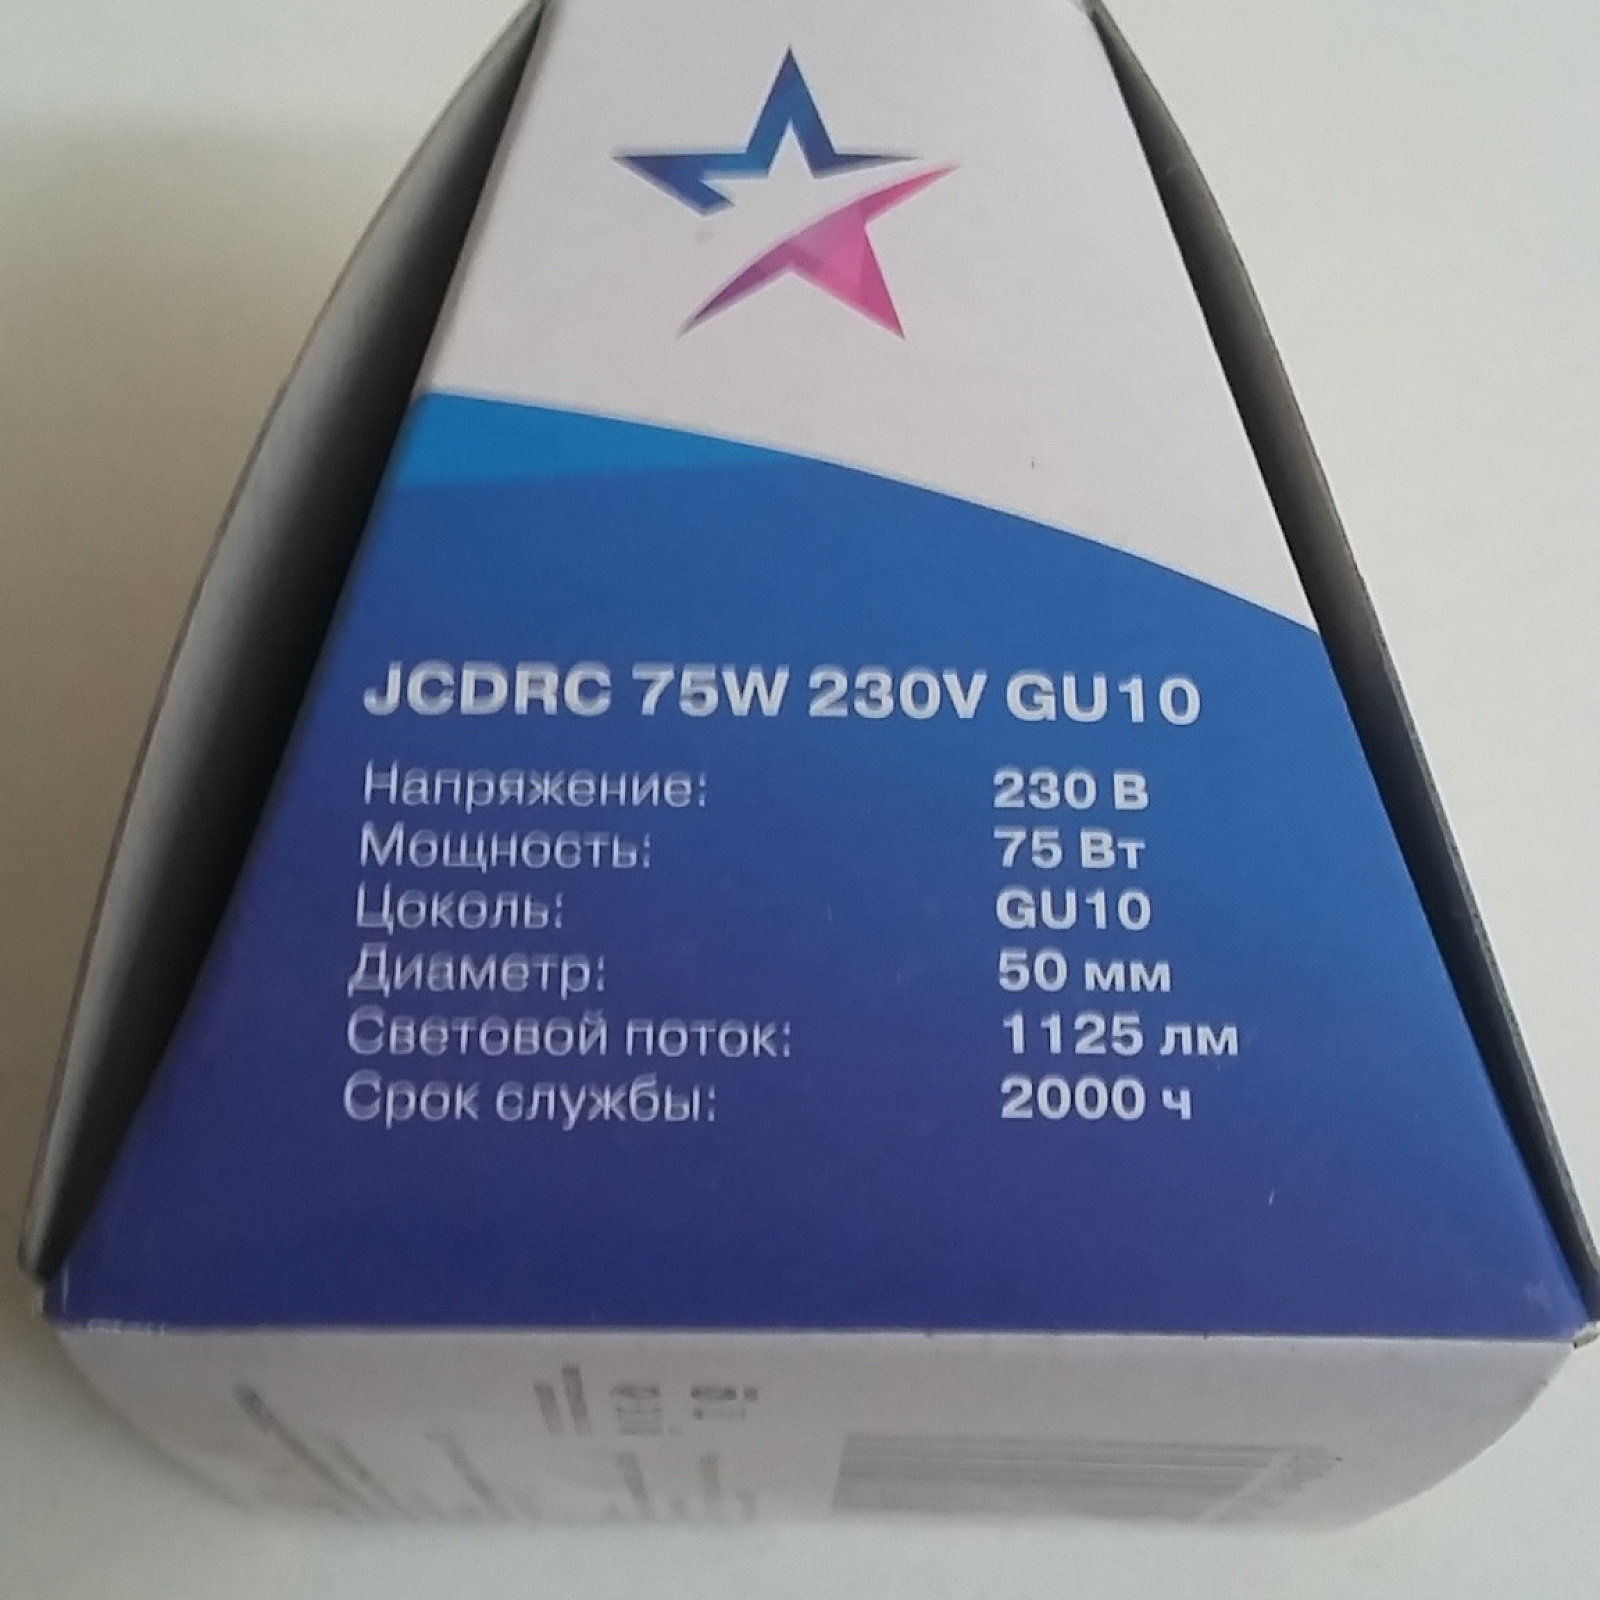 JCDRC 75W 230V GU10
Напряжение: 230 В
Мощность: 75 Вт
Цоколь: GU10
Диаметр: 50 мм
Световой поток: 1125 лм
Срок службы: 2000 ч